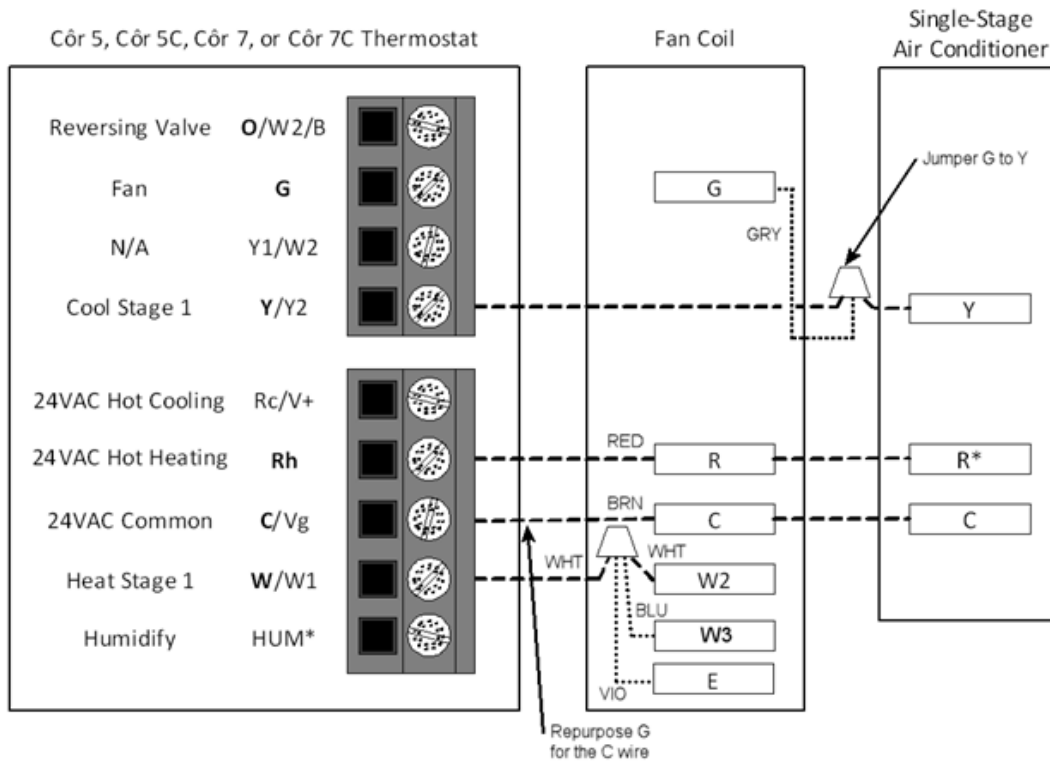 Côr 5, Côr 5C, Côr 7, or Côr 7C Thermostat
Fan Coil
Single-Stage
Air Conditioner
Reversing Valve O/W2/B
Fan G
N/A Y1/W2
Cool Stage 1 Y/Y2
24VAC Hot Cooling Rc/V+
24VAC Hot Heating Rh
24VAC Common C/Vg
Heat Stage 1 W/W1
Humidify HUM*
G
GRY
Jumper G to Y
Y
RED
R
R*
BRN
C
C
WHT
WHT
W2
BLU
W3
VIO
E
Repurpose G
for the C wire